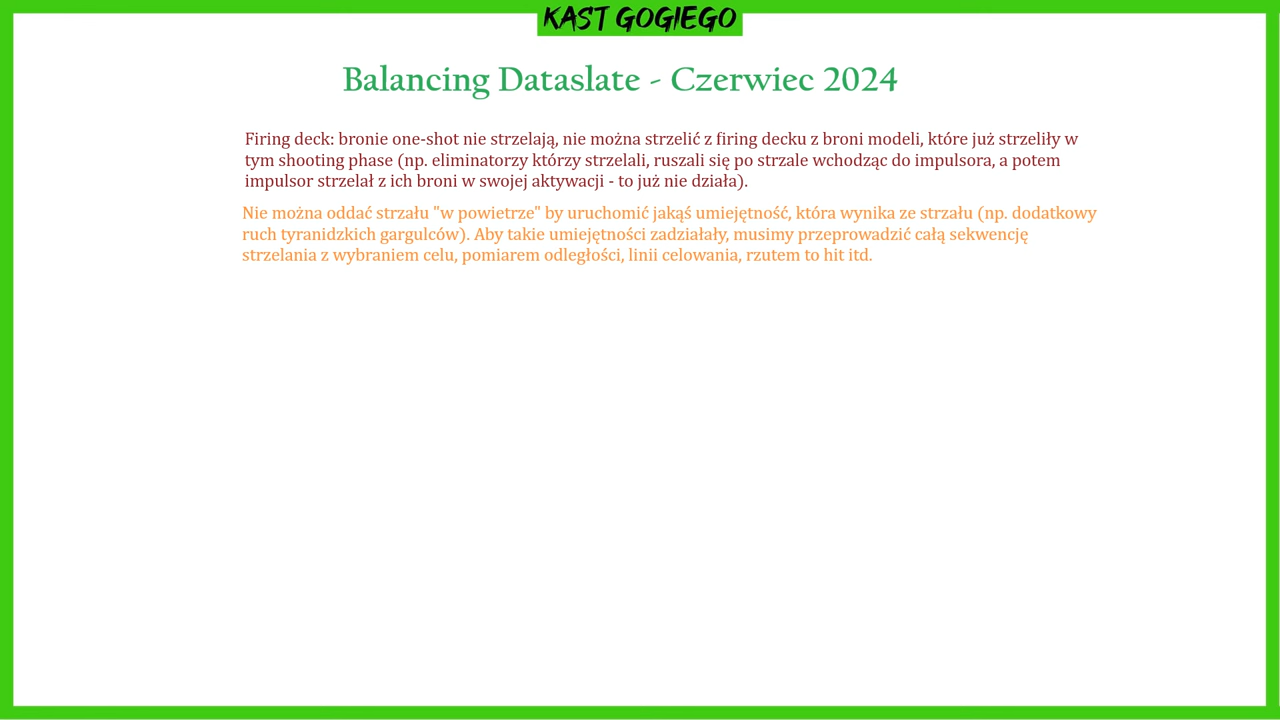 KAST GOGIEGO
Balancing Dataslate - Czerwiec 2024
Firing deck: bronie one-shot nie strzelają, nie można strzelić z firing decku z broni modeli, które już strzeliły w
tym shooting phase (np. eliminatorzy którzy strzelali, ruszali się po strzale wchodząc do impulsora, a potem
impulsor strzelał z ich broni w swojej aktywacji - to już nie działa).
Nie można oddać strzału "w powietrze" by uruchomić jakąś umiejętność, która wynika ze strzału (np. dodatkowy
ruch tyranidzkich gargulców). Aby takie umiejętności zadziałały, musimy przeprowadzić całą sekwencję
strzelania z wybraniem celu, pomiarem odległości, linii celowania, rzutem to hit itd.